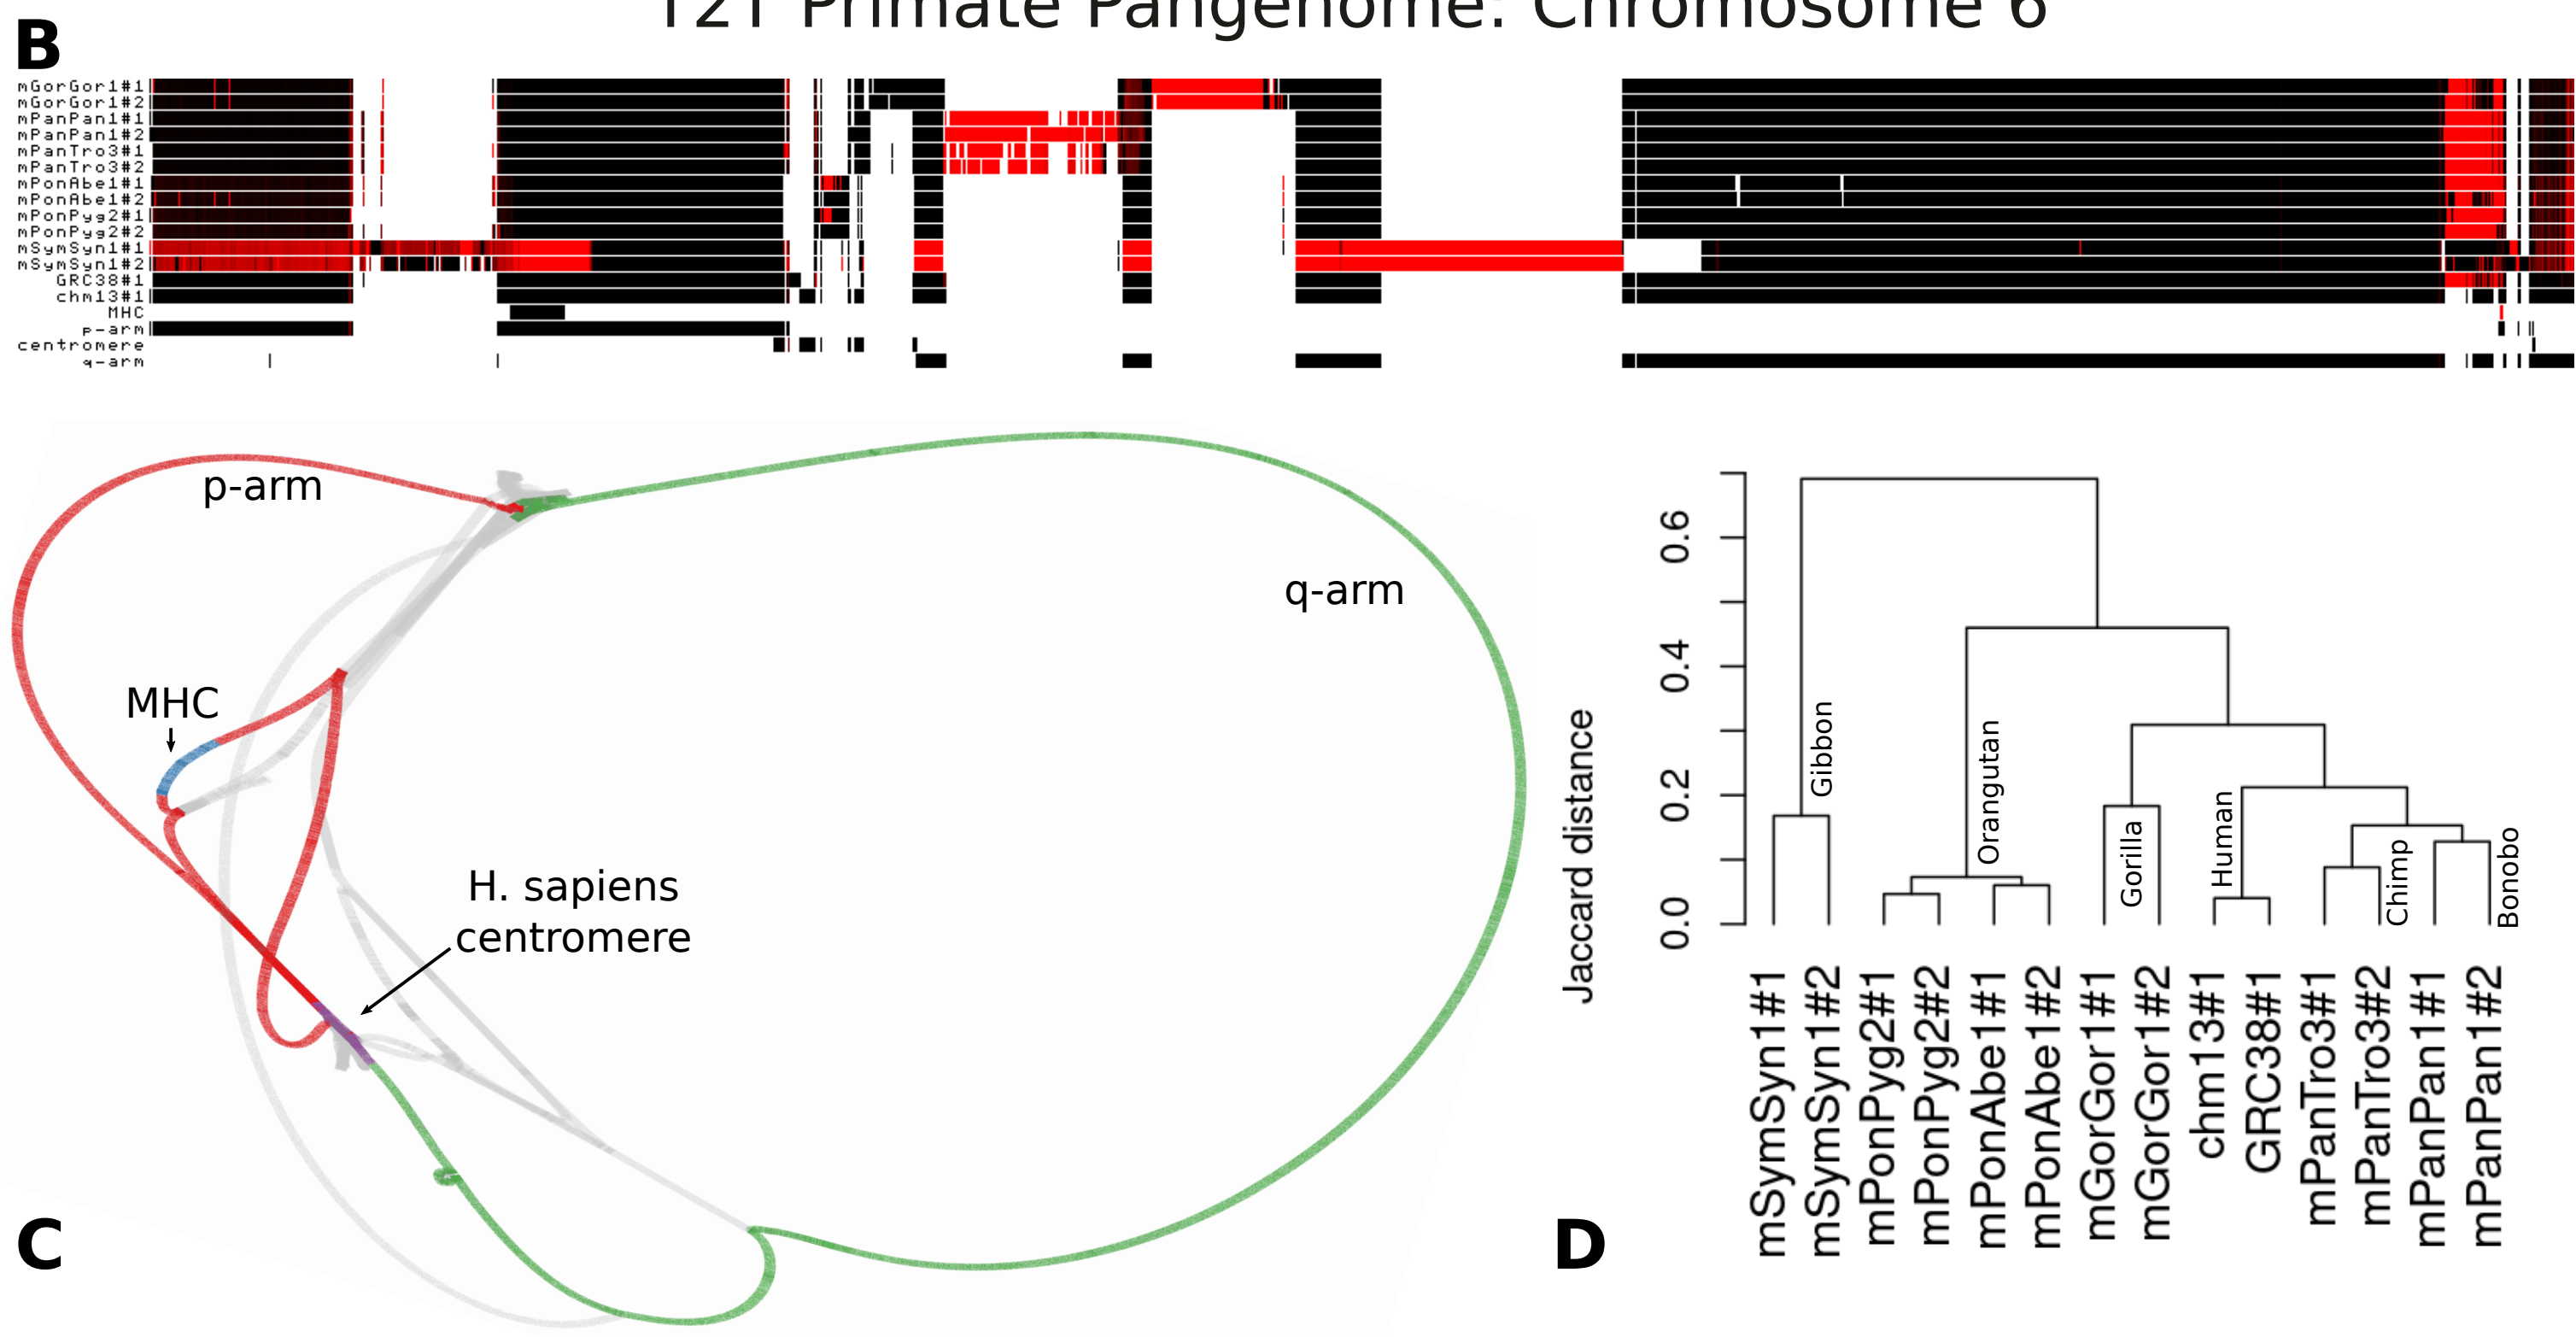 T2T Primate Pangenome: Chromosome 6
B
mGorGor1#1
mGorGor1#2
mPanPan1#1
mPanPan1#2
mPanTro3#1
mPanTro3#2
mPonAbe1#1
mPonAbe1#2
mPonPyg2#1
mPonPyg2#2
mSymSyn1#1
mSymSyn1#2
GRC38#1
chm13#1
MHC
p-arm
centromere
q-arm
p-arm
q-arm
MHC
H. sapiens
centromere
C
Jaccard distance
0.0
0.2
0.4
0.6
Gibbon
Orangutan
Gorilla
Human
Chimp
Bonobo
mSymSyn1#1
mSymSyn1#2
mPonPyg2#1
mPonPyg2#2
mPonAbe1#1
mPonAbe1#2
mGorGor1#1
mGorGor1#2
chm13#1
GRC38#1
mPanTro3#1
mPanTro3#2
mPanPan1#1
mPanPan1#2
D